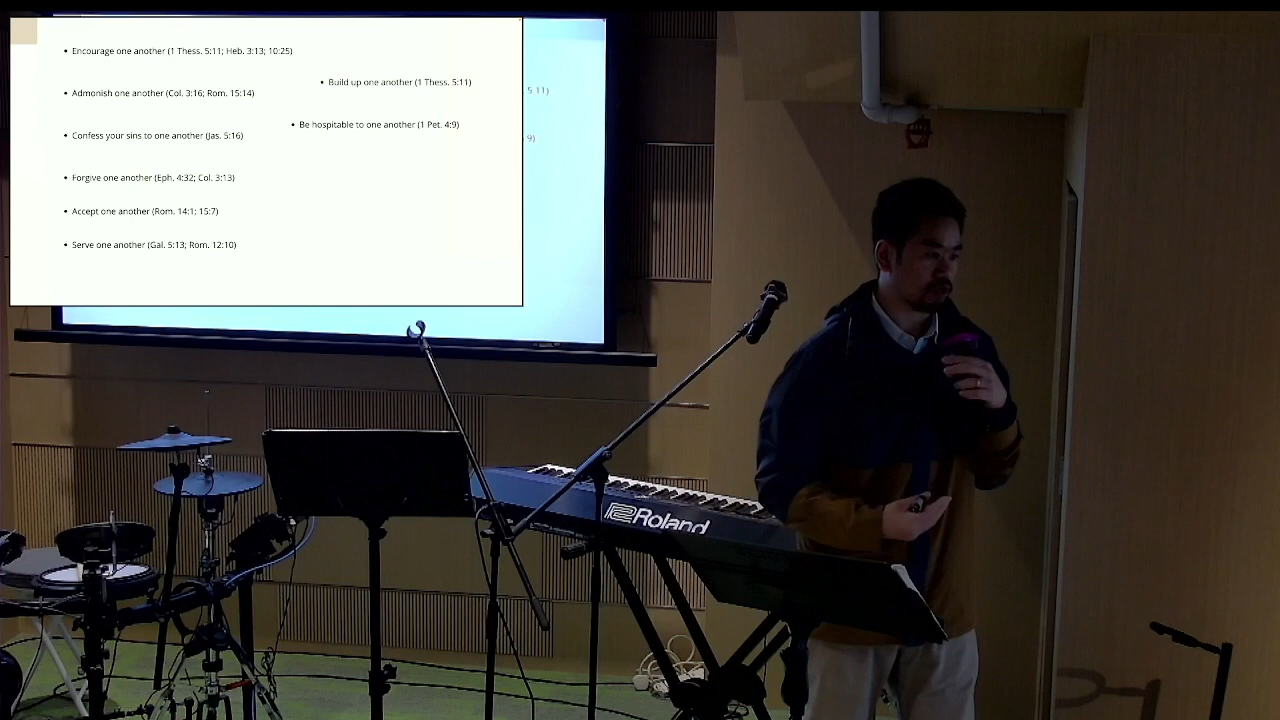 • Encourage one another (1 Thess. 5:11; Heb. 3:13; 10:25)
• Build up one another (1 Thess. 5:11)
• Admonish one another (Col. 3:16; Rom. 15:14)
• Be hospitable to one another (1 Pet. 4:9)
• Confess your sins to one another (Jas. 5:16)
• Forgive one another (Eph. 4:32; Col. 3:13)
• Accept one another (Rom. 14:1; 15:7)
• Serve one another (Gal. 5:13; Rom. 12:10)
5 11)
9)
Roland